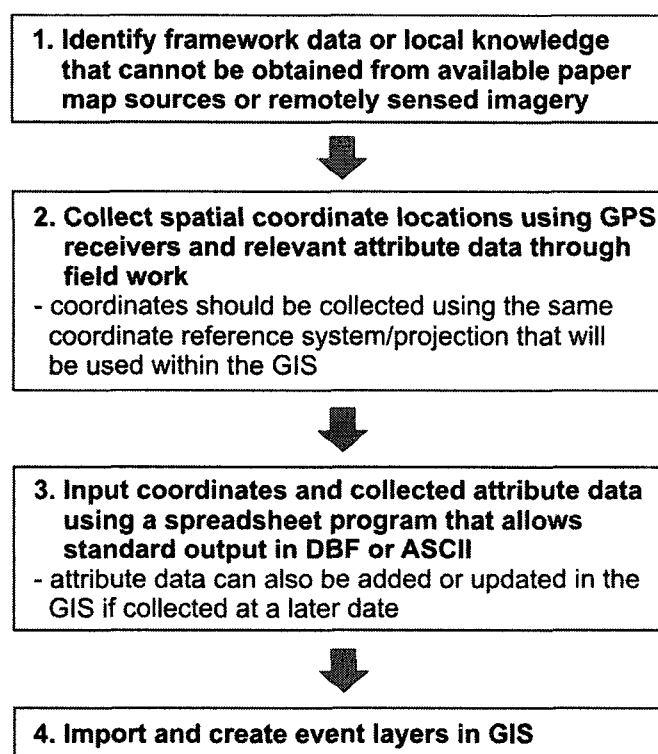 1. Identify framework data or local knowledge
that cannot be obtained from available paper
map sources or remotely sensed imagery
2. Collect spatial coordinate locations using GPS
receivers and relevant attribute data through
field work
- coordinates should be collected using the same
coordinate reference system/projection that will
be used within the GIS
3. Input coordinates and collected attribute data
using a spreadsheet program that allows
standard output in DBF or ASCII
- attribute data can also be added or updated in the
GIS if collected at a later date
4. Import and create event layers in GIS